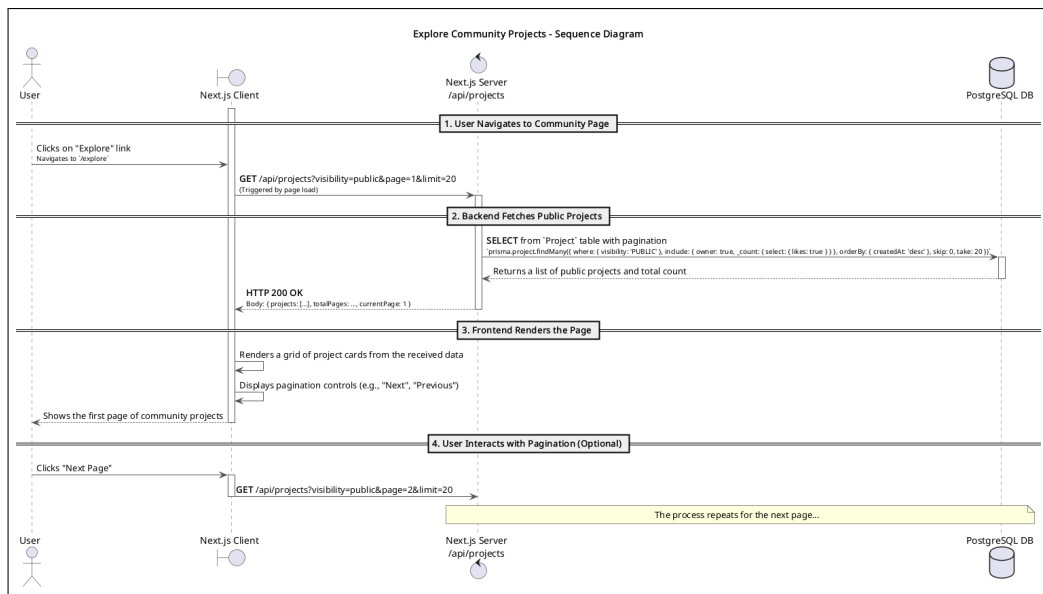 Explore Community Projects - Sequence Diagram
User
Next.js Client
Next.js Server
/api/projects
PostgreSQL DB
1. User Navigates to Community Page
Clicks on "Explore" link
Navigates to `/explore`
GET /api/projects?visibility=public&page=1&limit=20
(Triggered by page load)
2. Backend Fetches Public Projects
SELECT from `Project` table with pagination
`prisma.project.findMany({ where: { visibility: 'PUBLIC' }, include: { owner: true, _count: { select: { likes: true } } }, orderBy: { createdAt: 'desc' }, skip: 0, take: 20 })`
Returns a list of public projects and total count
HTTP 200 OK
Body: { projects: [...], totalPages: ..., currentPage: 1 }
3. Frontend Renders the Page
Renders a grid of project cards from the received data
Displays pagination controls (e.g., "Next", "Previous")
Shows the first page of community projects
4. User Interacts with Pagination (Optional)
Clicks "Next Page"
GET /api/projects?visibility=public&page=2&limit=20
The process repeats for the next page...
User
Next.js Client
Next.js Server
/api/projects
PostgreSQL DB